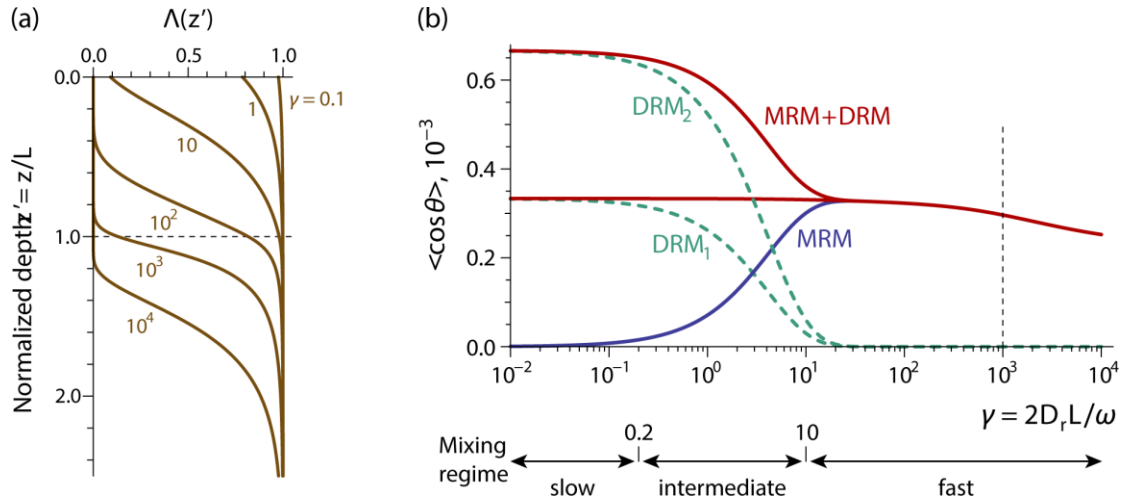 (a)
Λ(z')
0.0 0.5 1.0
0.0
1.0
2.0
Normalized depth z' = z/L
γ = 0.1
1
10
10²
10³
10⁴
(b)
<cosθ>, 10⁻³
0.6
0.4
0.2
0.0
DRM₂
MRM+DRM
DRM₁
MRM
10⁻² 10⁻¹ 10⁰ 10¹ 10² 10³ 10⁴
γ = 2DᵣL/ω
Mixing
regime
0.2 10
slow intermediate fast